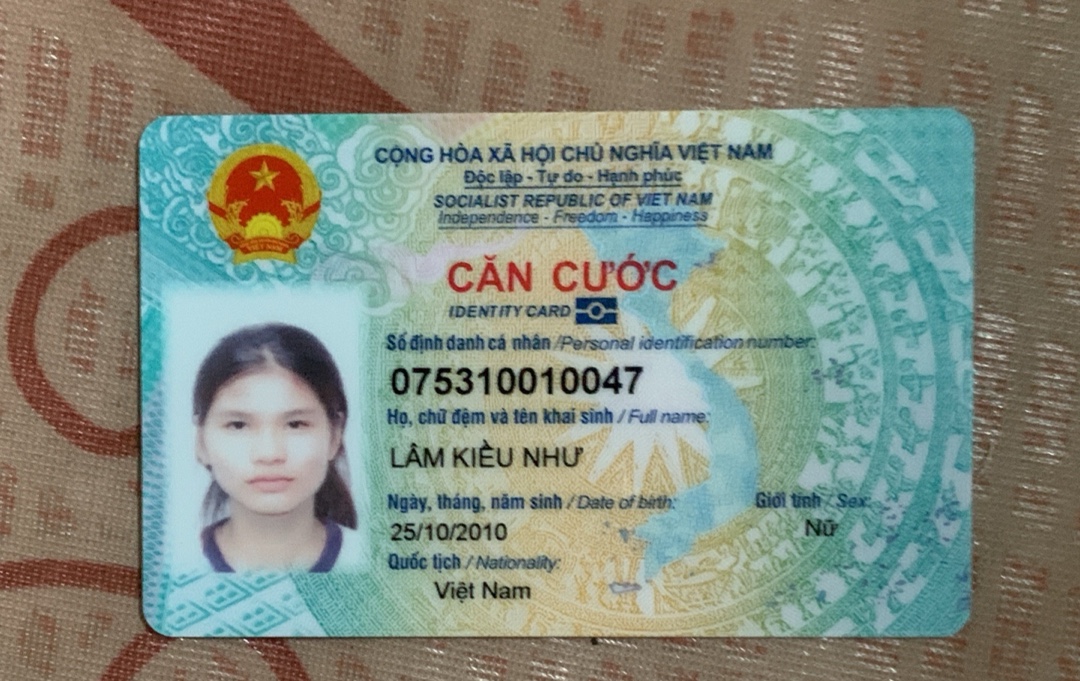 CỘNG HÒA XÃ HỘI CHỦ NGHĨA VIỆT NAM
Độc lập - Tự do - Hạnh phúc
SOCIALIST REPUBLIC OF VIET NAM
Independence - Freedom - Happiness
CĂN CƯỚC
IDENTITY CARD
Số định danh cá nhân / Personal identification number:
075310010047
Họ, chữ đệm và tên khai sinh / Full name:
LÂM KIỀU NHƯ
Ngày, tháng, năm sinh / Date of birth: Giới tính / Sex:
25/10/2010 Nữ
Quốc tịch / Nationality:
Việt Nam